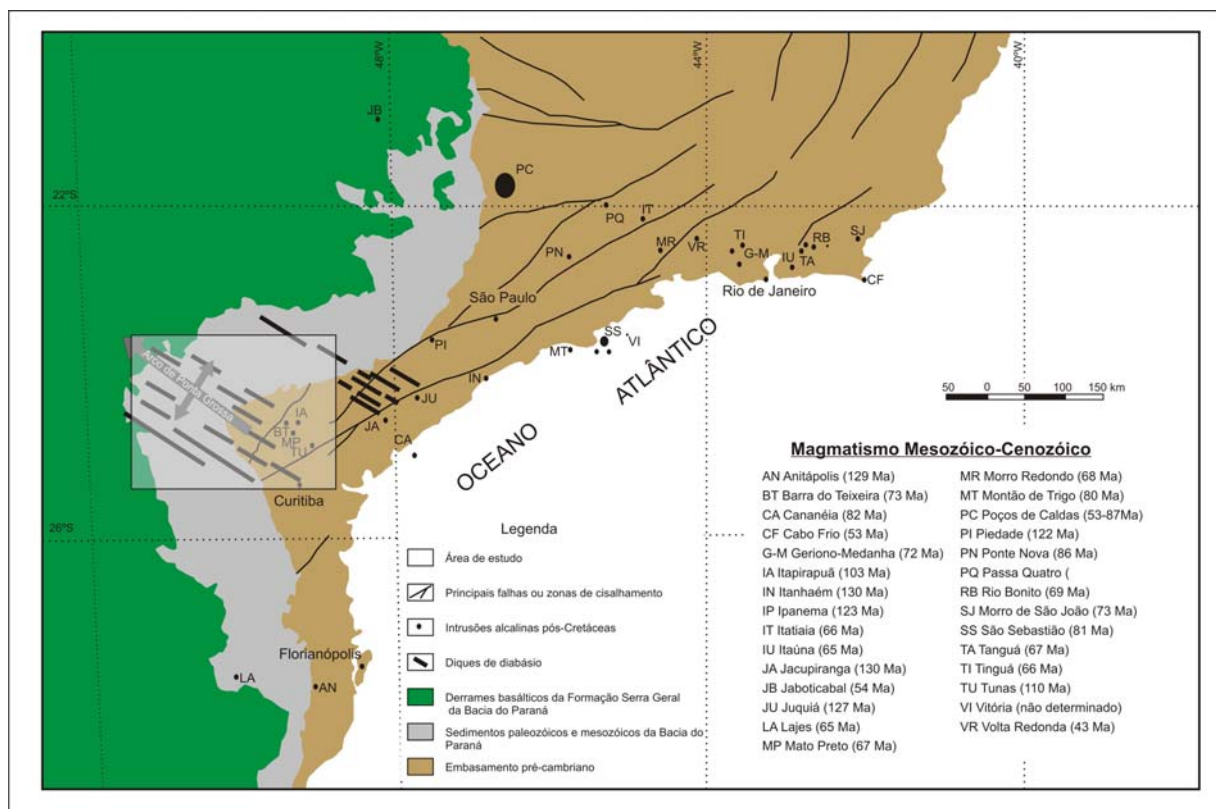 48ºW
44ºW
40ºW
JB
PC
22ºS
PQ
IT
PN
MR
VR
TI
G-M
IU
TA
RB
SJ
CF
Rio de Janeiro
São Paulo
PI
SS
VI
MT
IN
ATLÂNTICO
OCEANO
Arco de Ponta Grossa
IA
BT
MP
TU
JU
JA
CA
Curitiba
26ºS
Florianópolis
LA
AN
50 0 50 100 150 km
Legenda
Área de estudo
Principais falhas ou zonas de cisalhamento
Intrusões alcalinas pós-Cretáceas
Diques de diabásio
Derrames basálticos da Formação Serra Geral
da Bacia do Paraná
Sedimentos paleozóicos e mesozóicos da Bacia do
Paraná
Embasamento pré-cambriano
Magmatismo Mesozóico-Cenozóico
AN Anitápolis (129 Ma)
BT Barra do Teixeira (73 Ma)
CA Cananéia (82 Ma)
CF Cabo Frio (53 Ma)
G-M Geriono-Medanha (72 Ma)
IA Itapirapuã (103 Ma)
IN Itanhaém (130 Ma)
IP Ipanema (123 Ma)
IT Itatiaia (66 Ma)
IU Itaúna (65 Ma)
JA Jacupiranga (130 Ma)
JB Jaboticabal (54 Ma)
JU Juquiá (127 Ma)
LA Lajes (65 Ma)
MP Mato Preto (67 Ma)
MR Morro Redondo (68 Ma)
MT Montão de Trigo (80 Ma)
PC Poços de Caldas (53-87Ma)
PI Piedade (122 Ma)
PN Ponte Nova (86 Ma)
PQ Passa Quatro (
RB Rio Bonito (69 Ma)
SJ Morro de São João (73 Ma)
SS São Sebastião (81 Ma)
TA Tanguá (67 Ma)
TI Tinguá (66 Ma)
TU Tunas (110 Ma)
VI Vitória (não determinado)
VR Volta Redonda (43 Ma)